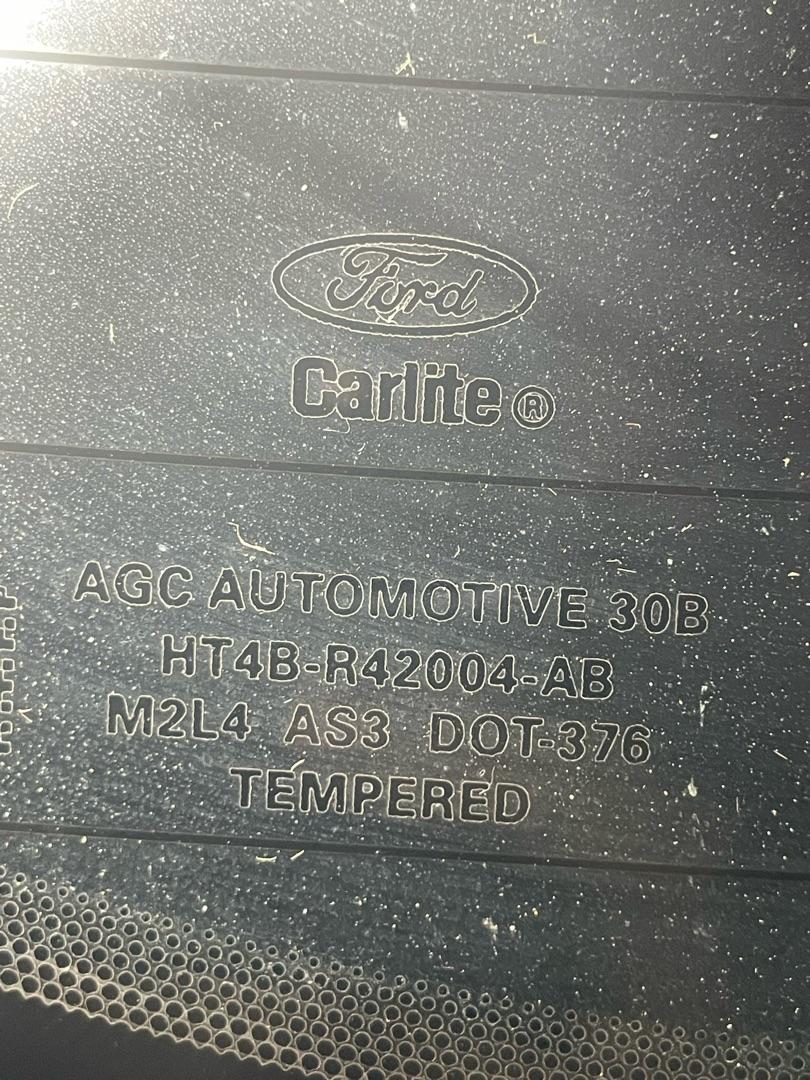 Ford
Carlite®
AGC AUTOMOTIVE 30B
HT4B-R42004-AB
M2L4 AS3 DOT-376
TEMPERED